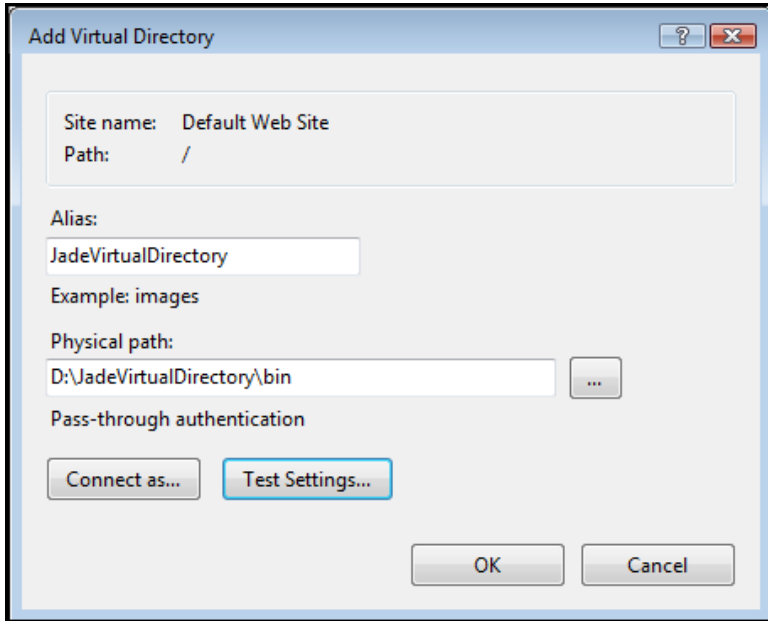 Add Virtual Directory
Site name: Default Web Site
Path: /
Alias:
JadeVirtualDirectory
Example: images
Physical path:
D:\JadeVirtualDirectory\bin
...
Pass-through authentication
Connect as... Test Settings...
OK Cancel